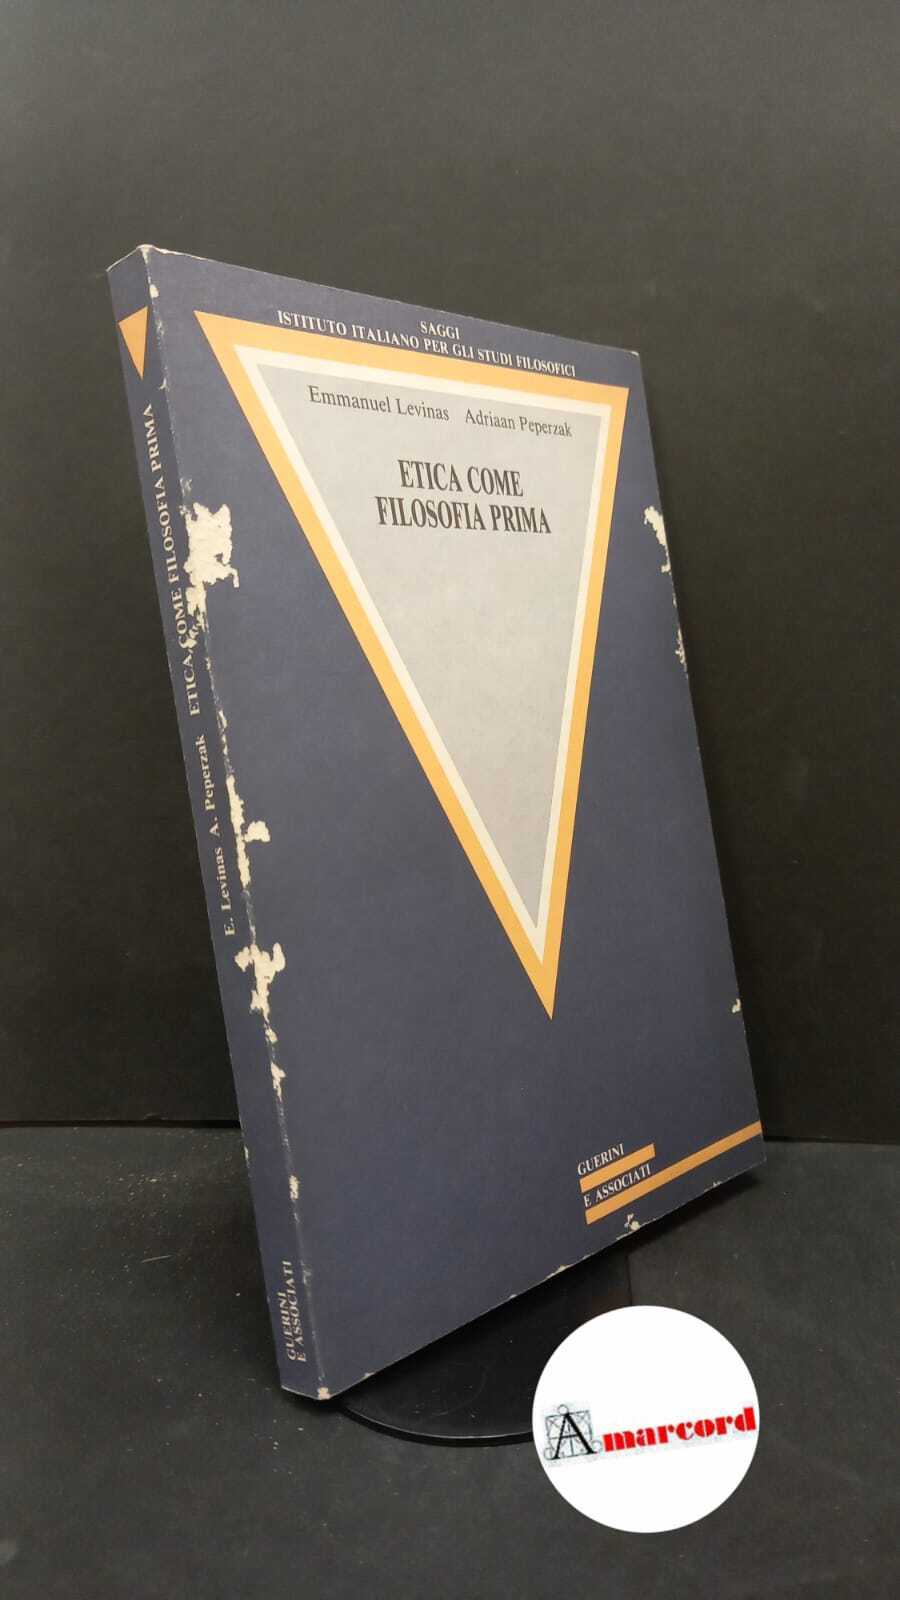 SAGGI
ISTITUTO ITALIANO PER GLI STUDI FILOSOFICI
Emmanuel Levinas Adriaan Peperzak
ETICA COME
FILOSOFIA PRIMA
GUERINI
E ASSOCIATI
E. Levinas A. Peperzak ETICA COME FILOSOFIA PRIMA
GUERINI
E ASSOCIATI
Amarcord